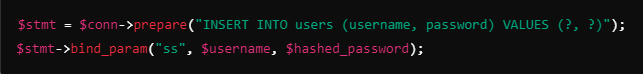 $stmt = $conn->prepare("INSERT INTO users (username, password) VALUES (?, ?)");
$stmt->bind_param("ss", $username, $hashed_password);